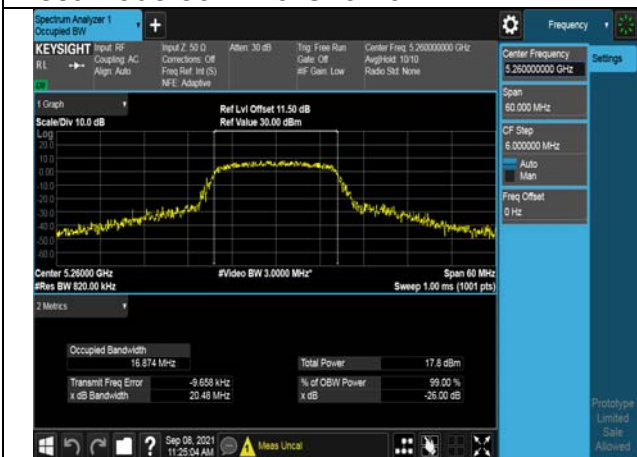 Spectrum Analyzer 1
Occupied BW
+
Frequency
KEYSIGHT
RL
Input: RF
Coupling: AC
Align: Auto
Input Z: 50 Ω
Corrections: Off
Freq Ref: Int (S)
NFE: Adaptive
Atten: 30 dB
Trig: Free Run
Gate: Off
#IF Gain: Low
Center Freq: 5.260000000 GHz
Avg|Hold: 10/10
Radio Std: None
Center Frequency
5.260000000 GHz
Settings
Span
60.000 MHz
CF Step
6.000000 MHz
Auto
Man
Freq Offset
0 Hz
1 Graph
Scale/Div 10.0 dB
Ref Lvl Offset 11.50 dB
Ref Value 30.00 dBm
Log
20.0
10.0
0.00
-10.0
-20.0
-30.0
-40.0
-50.0
-60.0
Center 5.26000 GHz
#Res BW 820.00 kHz
#Video BW 3.0000 MHz*
Span 60 MHz
Sweep 1.00 ms (1001 pts)
2 Metrics
Occupied Bandwidth
16.874 MHz
Total Power 17.8 dBm
Transmit Freq Error -9.658 kHz
% of OBW Power 99.00 %
x dB Bandwidth 20.48 MHz
x dB -26.00 dB
?
Sep 08, 2021
11:25:04 AM
Meas Uncal
Prototype
Limited
Sale
Allowed